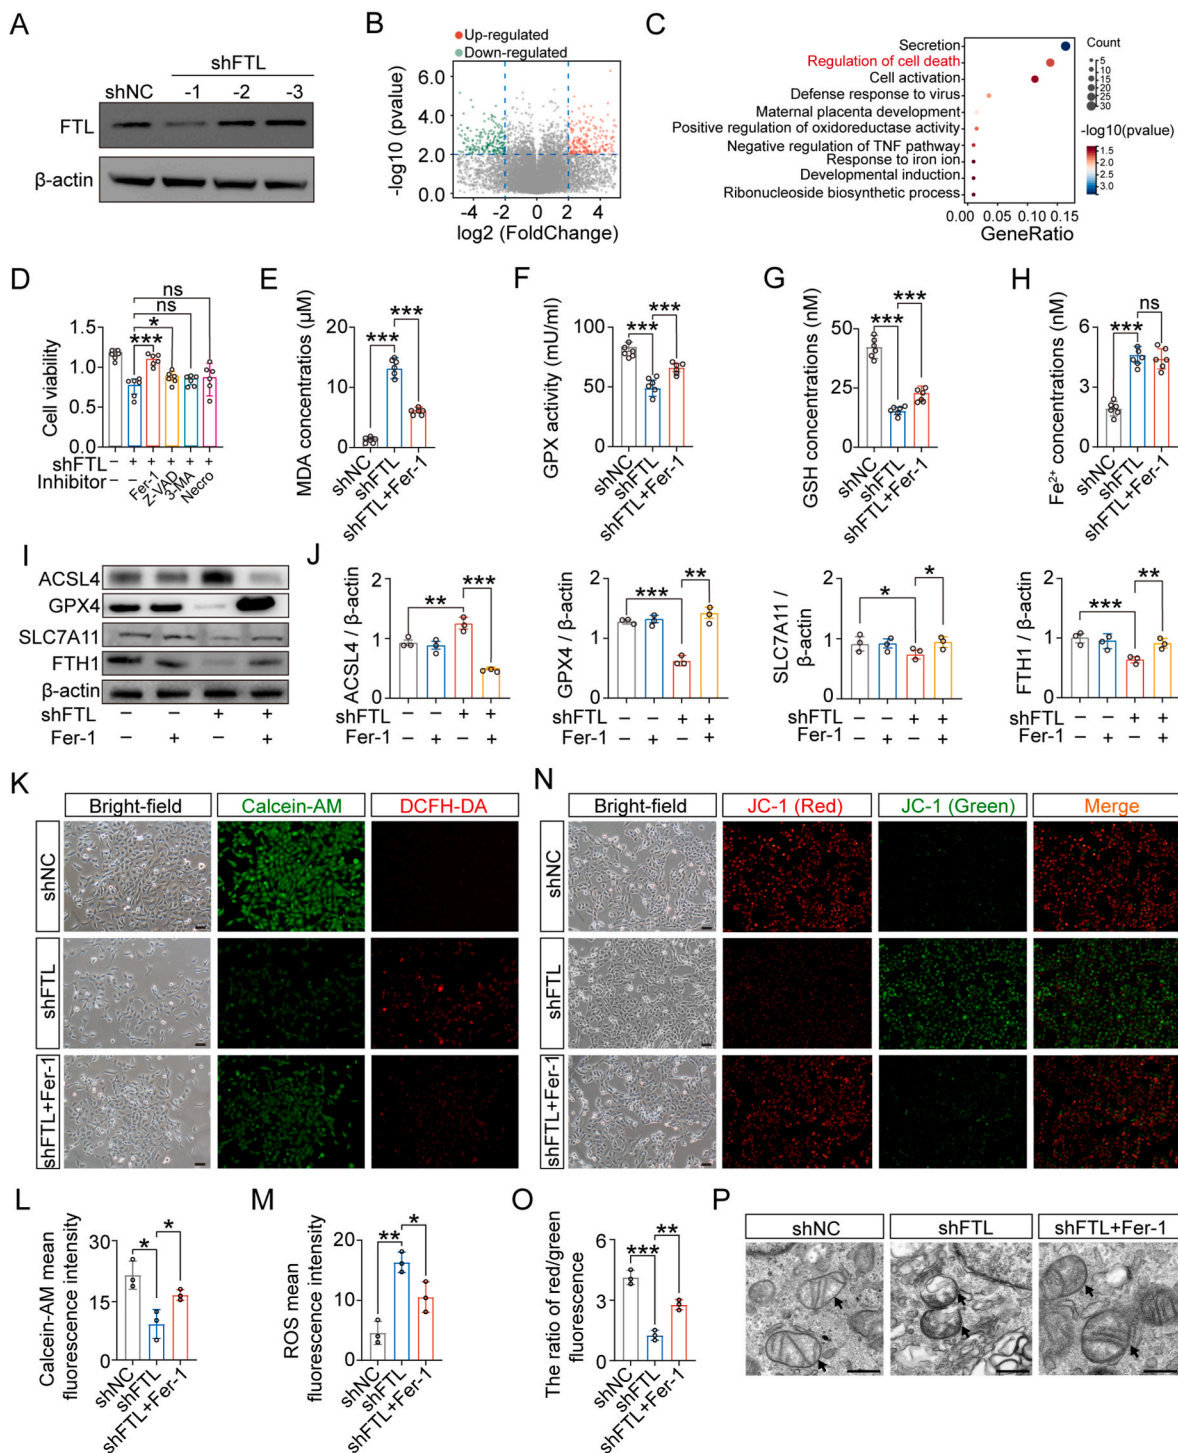 A
shFTL
shNC -1 -2 -3
FTL
β-actin
B
Up-regulated
Down-regulated
-log10 (pvalue)
6.0
4.0
2.0
0.0
-4 -2 0 2 4
log2 (FoldChange)
C
Secretion
Regulation of cell death
Cell activation
Defense response to virus
Maternal placenta development
Positive regulation of oxidoreductase activity
Negative regulation of TNF pathway
Response to iron ion
Developmental induction
Ribonucleoside biosynthetic process
0.00 0.05 0.10 0.15
GeneRatio
Count
5
10
15
20
25
30
-log10(pvalue)
1.5
2.0
2.5
3.0
D
Cell viability
1.5
1.0
0.5
0.0
ns
ns
*
***
shFTL − + + + + +
Inhibitor − − Fer-1 Z-VAD 3-MA Necro
E
MDA concentratios (μM)
20
15
10
5
0
*** ***
shNC
shFTL
shFTL+Fer-1
F
GPX activity (mU/ml)
100
50
0
*** ***
shNC
shFTL
shFTL+Fer-1
G
GSH concentrations (nM)
50
25
0
*** ***
shNC
shFTL
shFTL+Fer-1
H
Fe²⁺ concentrations (nM)
8
6
4
2
0
*** ns
shNC
shFTL
shFTL+Fer-1
I
ACSL4
GPX4
SLC7A11
FTH1
β-actin
shFTL − − + +
Fer-1 − + − +
J
ACSL4 / β-actin
2
1
0
** ***
shFTL − − + +
Fer-1 − + − +
GPX4 / β-actin
2
1
0
*** **
− − + +
Fer-1 − + − +
SLC7A11 /
β-actin
2
1
0
* *
shFTL − − + +
Fer-1 − + − +
FTH1 / β-actin
2
1
0
*** **
shFTL − − + +
Fer-1 − + − +
K
Bright-field Calcein-AM DCFH-DA
shNC
shFTL
shFTL+Fer-1
N
Bright-field JC-1 (Red) JC-1 (Green) Merge
shNC
shFTL
shFTL+Fer-1
L
Calcein-AM mean
fluorescence intensity
30
15
0
* *
shNC
shFTL
shFTL+Fer-1
M
ROS mean
fluorescence intensity
20
15
10
5
0
** *
shNC
shFTL
shFTL+Fer-1
O
The ratio of red/green
fluorescence
6
3
0
*** **
shNC
shFTL
shFTL+Fer-1
P
shNC shFTL shFTL+Fer-1